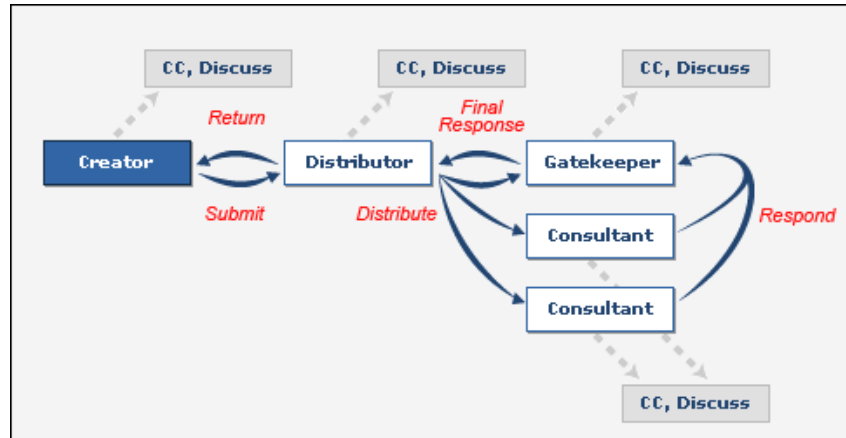 CC, Discuss
CC, Discuss
CC, Discuss
Return
Final
Response
Creator
Distributor
Gatekeeper
Submit
Distribute
Consultant
Respond
Consultant
CC, Discuss